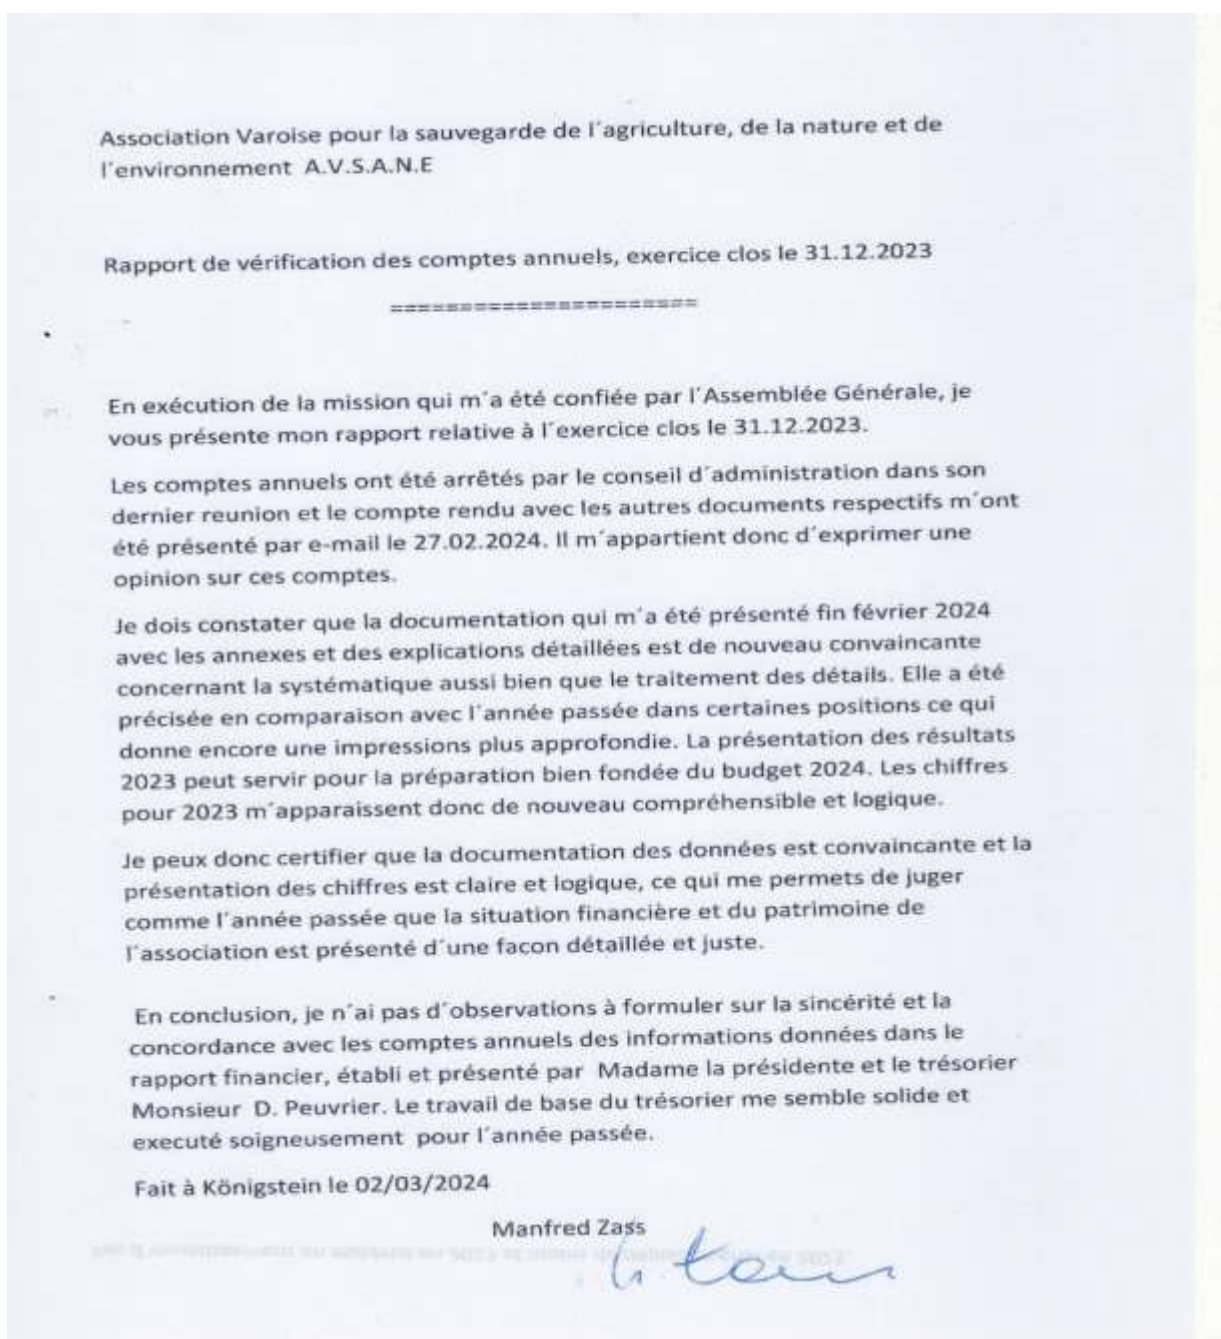 Association Varoise pour la sauvegarde de l´agriculture, de la nature et de
l´environnement A.V.S.A.N.E
Rapport de vérification des comptes annuels, exercice clos le 31.12.2023
======================
En exécution de la mission qui m´a été confiée par l´Assemblée Générale, je
vous présente mon rapport relative à l´exercice clos le 31.12.2023.
Les comptes annuels ont été arrêtés par le conseil d´administration dans son
dernier reunion et le compte rendu avec les autres documents respectifs m´ont
été présenté par e-mail le 27.02.2024. Il m´appartient donc d´exprimer une
opinion sur ces comptes.
Je dois constater que la documentation qui m´a été présenté fin février 2024
avec les annexes et des explications détaillées est de nouveau convaincante
concernant la systématique aussi bien que le traitement des détails. Elle a été
précisée en comparaison avec l´année passée dans certaines positions ce qui
donne encore une impressions plus approfondie. La présentation des résultats
2023 peut servir pour la préparation bien fondée du budget 2024. Les chiffres
pour 2023 m´apparaissent donc de nouveau compréhensible et logique.
Je peux donc certifier que la documentation des données est convaincante et la
présentation des chiffres est claire et logique, ce qui me permets de juger
comme l´année passée que la situation financière et du patrimoine de
l´association est présenté d´une facon détaillée et juste.
En conclusion, je n´ai pas d´observations à formuler sur la sincérité et la
concordance avec les comptes annuels des informations données dans le
rapport financier, établi et présenté par Madame la présidente et le trésorier
Monsieur D. Peuvrier. Le travail de base du trésorier me semble solide et
executé soigneusement pour l´année passée.
Fait à Königstein le 02/03/2024
Manfred Zass